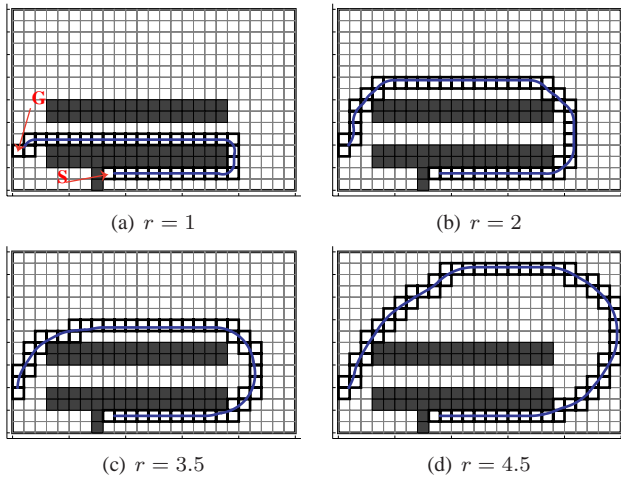 G
S
(a) r = 1
(b) r = 2
(c) r = 3.5
(d) r = 4.5